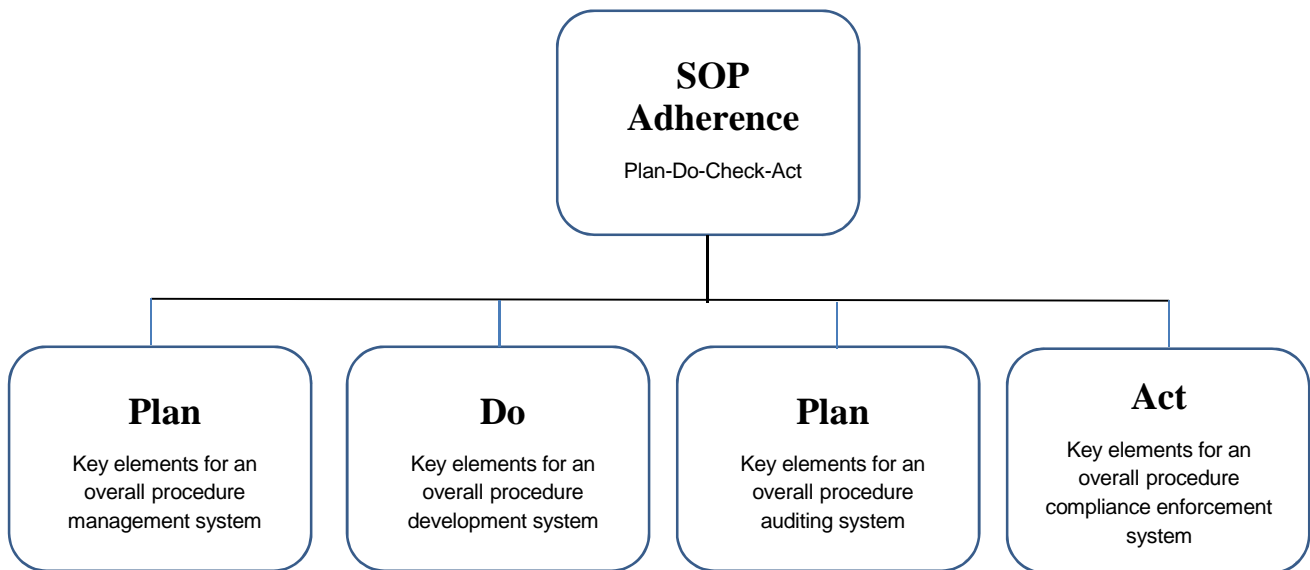 SOP
Adherence
Plan-Do-Check-Act
Plan
Key elements for an
overall procedure
management system
Do
Key elements for an
overall procedure
development system
Plan
Key elements for an
overall procedure
auditing system
Act
Key elements for an
overall procedure
compliance enforcement
system